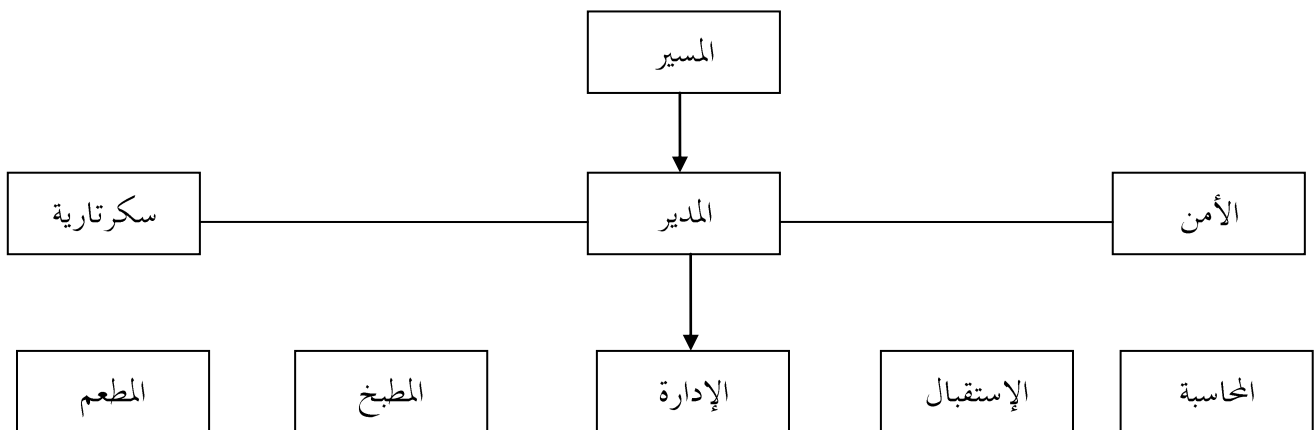 المسير
الأمن
المدير
سكرتارية
المحاسبة
الإستقبال
الإدارة
المطبخ
المطعم